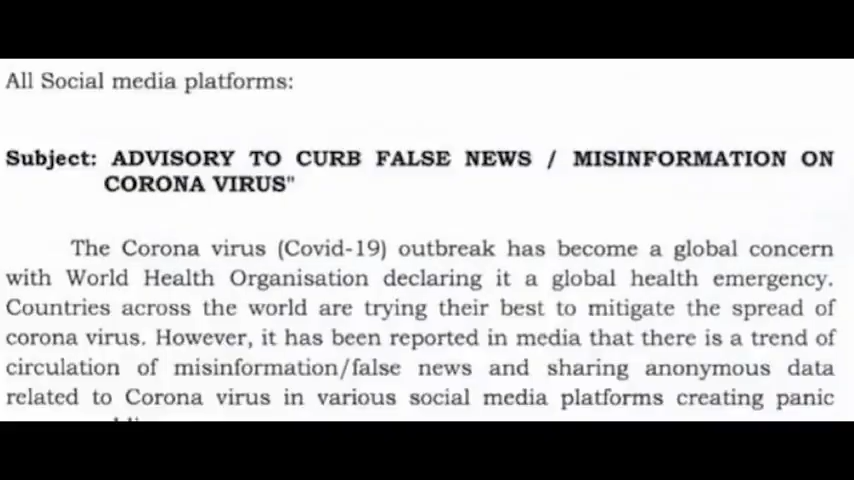 All Social media platforms:
Subject: ADVISORY TO CURB FALSE NEWS / MISINFORMATION ON
CORONA VIRUS"
The Corona virus (Covid-19) outbreak has become a global concern
with World Health Organisation declaring it a global health emergency.
Countries across the world are trying their best to mitigate the spread of
corona virus. However, it has been reported in media that there is a trend of
circulation of misinformation/false news and sharing anonymous data
related to Corona virus in various social media platforms creating panic